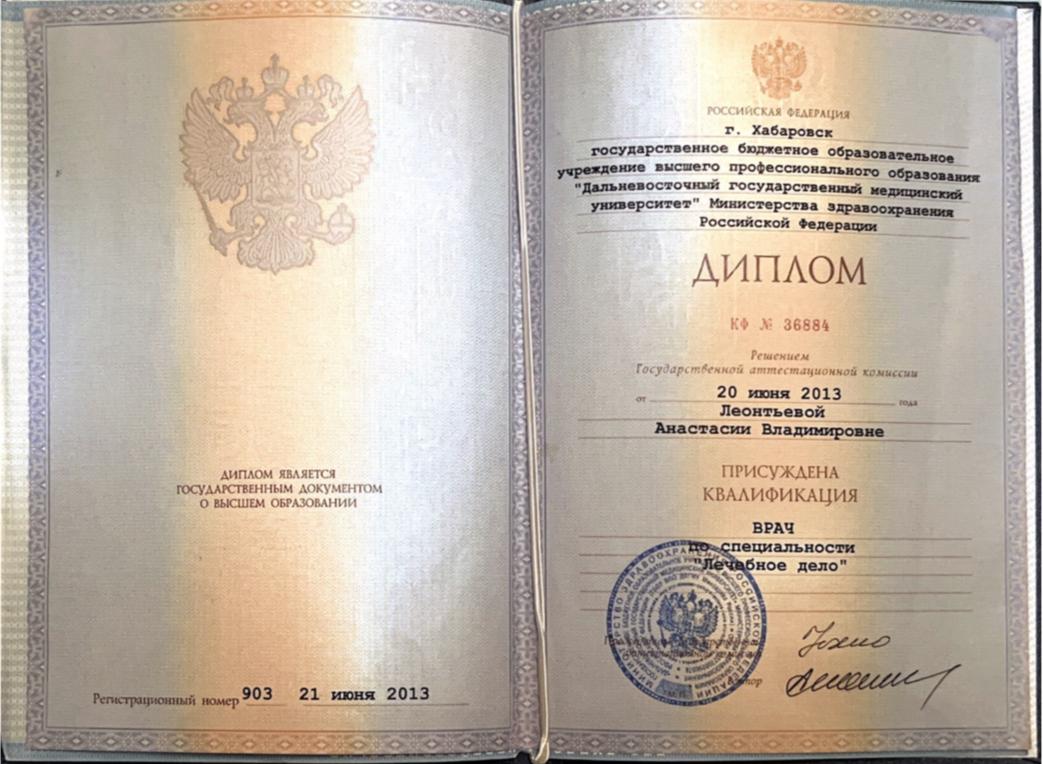 ДИПЛОМ ЯВЛЯЕТСЯ
ГОСУДАРСТВЕННЫМ ДОКУМЕНТОМ
О ВЫСШЕМ ОБРАЗОВАНИИ
Регистрационный номер 903 21 июня 2013
РОССИЙСКАЯ ФЕДЕРАЦИЯ
г. Хабаровск
государственное бюджетное образовательное
учреждение высшего профессионального образования
"Дальневосточный государственный медицинский
университет" Министерства здравоохранения
Российской Федерации
ДИПЛОМ
КФ № 36884
Решением
Государственной аттестационной комиссии
от 20 июня 2013 года
Леонтьевой
Анастасии Владимировне
ПРИСУЖДЕНА
КВАЛИФИКАЦИЯ
ВРАЧ
по специальности
"Лечебное дело"